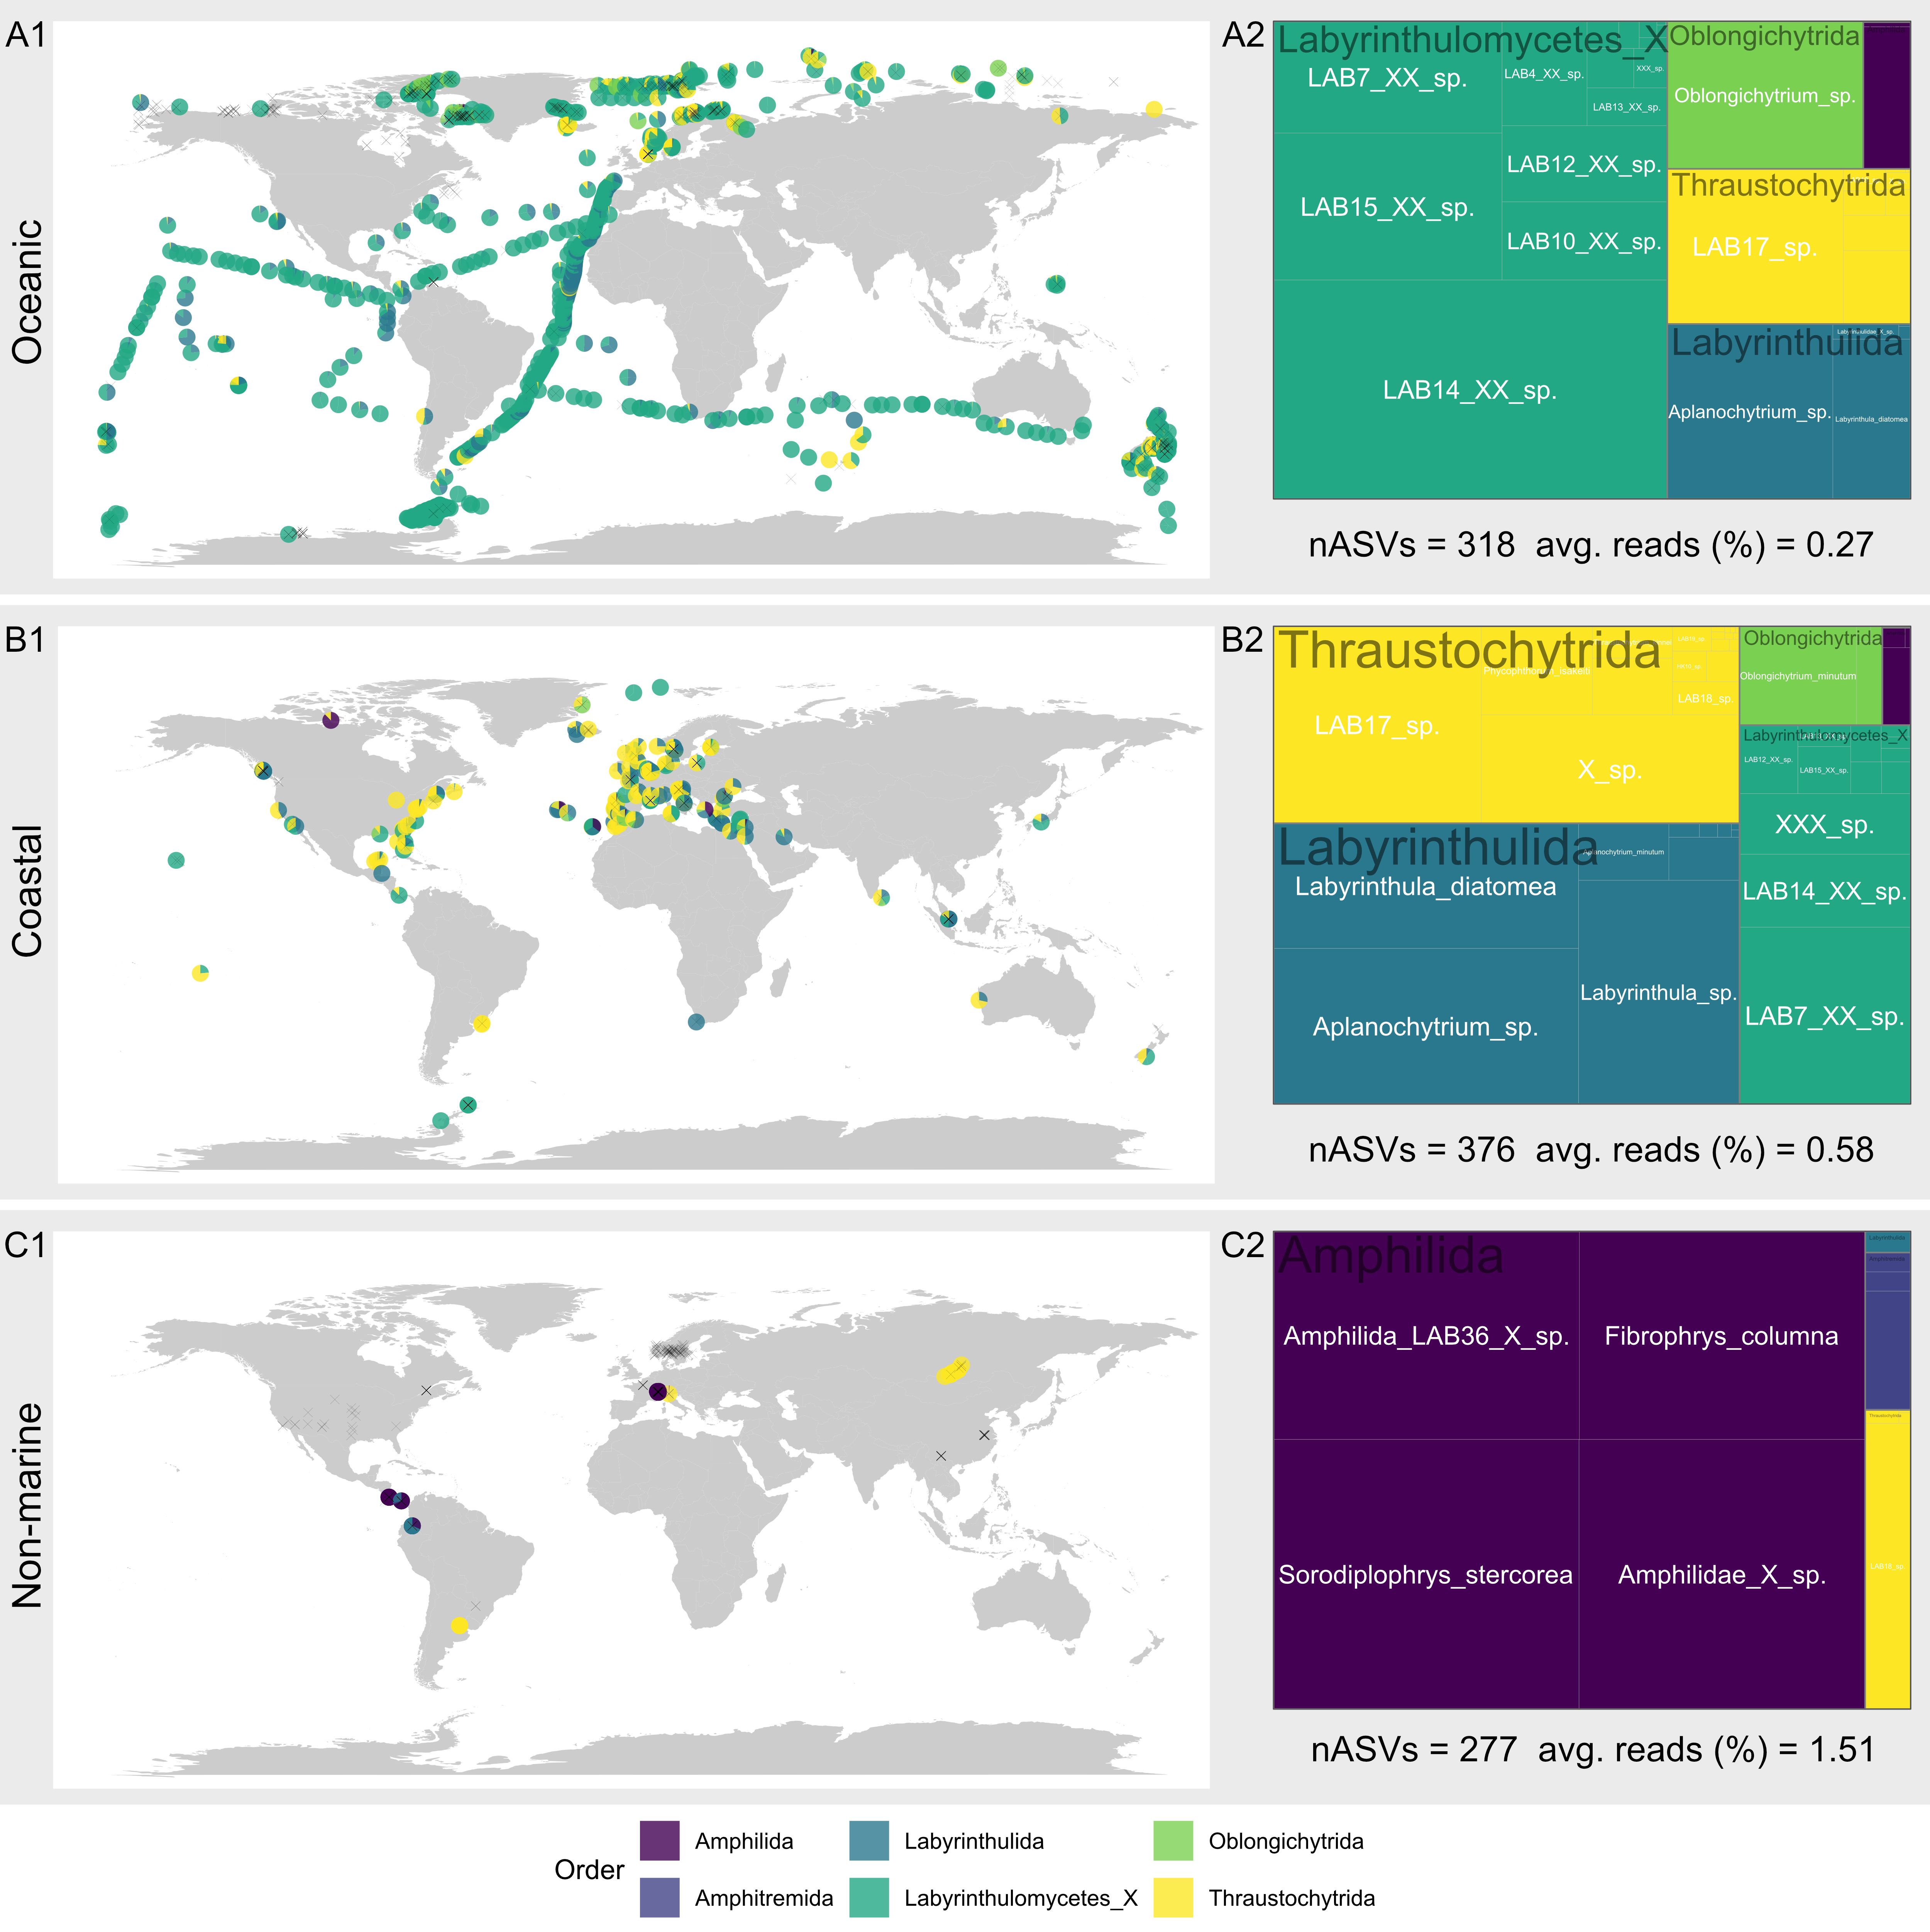 A1
Oceanic
A2
Labyrinthulomycetes_X
LAB7_XX_sp.
LAB4_XX_sp.
XXX_sp.
LAB13_XX_sp.
LAB15_XX_sp.
LAB12_XX_sp.
LAB10_XX_sp.
LAB14_XX_sp.
Oblongichytrida
Oblongichytrium_sp.
Thraustochytrida
LAB17_sp.
Labyrinthulida
Aplanochytrium_sp.
Labyrinthula_diatomea
nASVs = 318 avg. reads (%) = 0.27
B1
Coastal
B2
Thraustochytrida
LAB17_sp.
X_sp.
LAB18_sp.
Labyrinthulida
Labyrinthula_diatomea
Aplanochytrium_minutum
Aplanochytrium_sp.
Labyrinthula_sp.
Oblongichytrida
Oblongichytrium_minutum
Labyrinthulomycetes_X
LAB12_XX_sp.
LAB15_XX_sp.
XXX_sp.
LAB14_XX_sp.
LAB7_XX_sp.
nASVs = 376 avg. reads (%) = 0.58
C1
Non-marine
C2
Amphilida
Amphilida_LAB36_X_sp.
Fibrophrys_columna
Sorodiplophrys_stercorea
Amphilidae_X_sp.
Labyrinthulida
Amphitremida
Thraustochytrida
nASVs = 277 avg. reads (%) = 1.51
Order
Amphilida
Labyrinthulida
Oblongichytrida
Amphitremida
Labyrinthulomycetes_X
Thraustochytrida